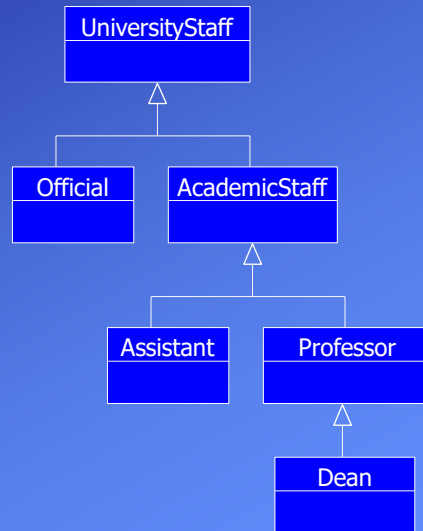 UniversityStaff
Official
AcademicStaff
Assistant
Professor
Dean